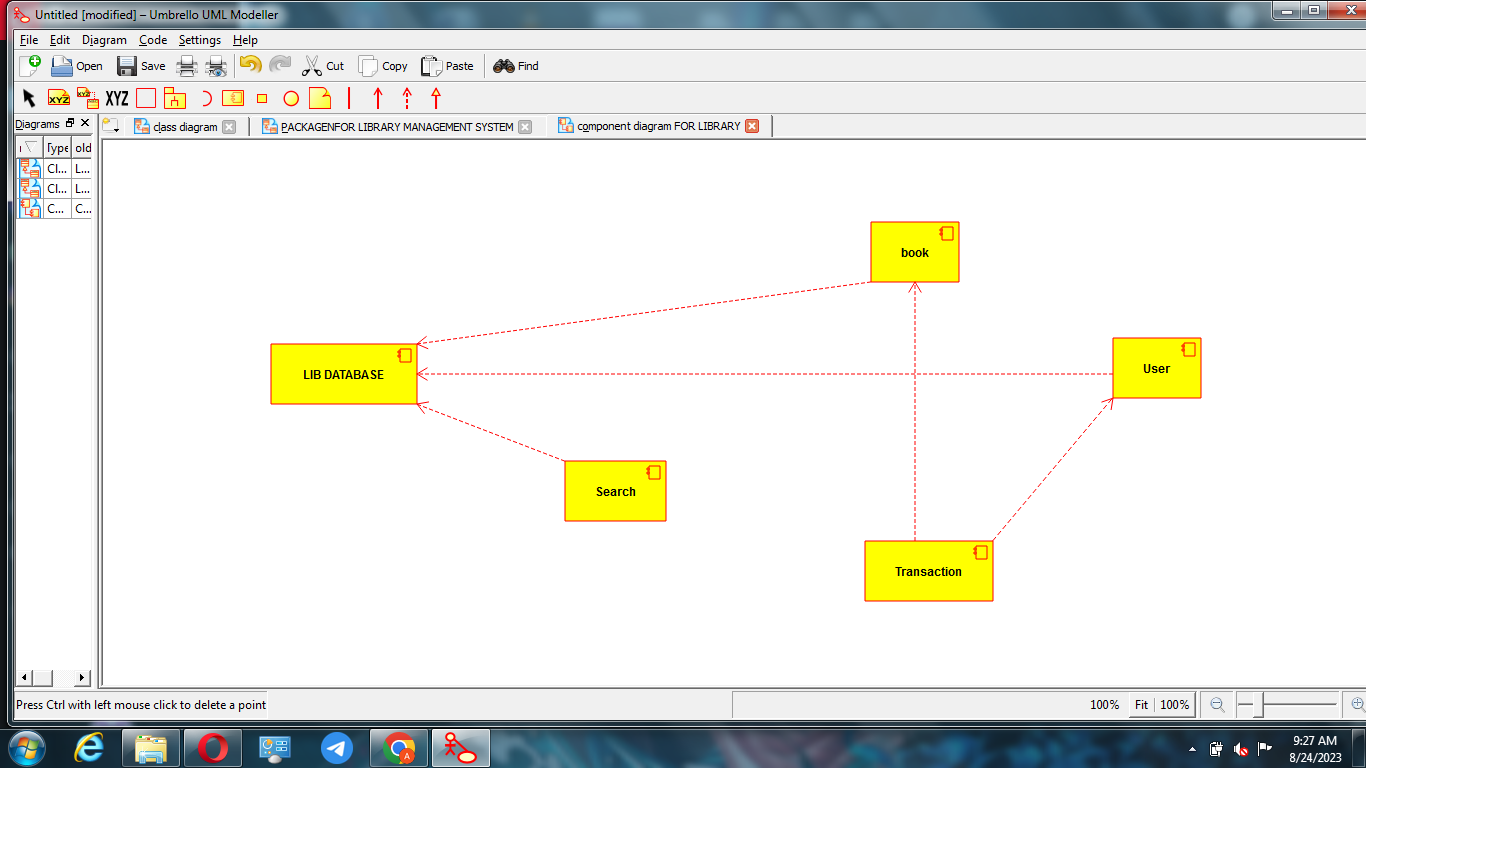 Untitled [modified] – Umbrello UML Modeller
File Edit Diagram Code Settings Help
Open Save Cut Copy Paste Find
XYZ XYZ XYZ
Diagrams class diagram PACKAGENFOR LIBRARY MANAGEMENT SYSTEM component diagram FOR LIBRARY
Type old
Cl... L...
Cl... L...
C... C...
book
LIB DATABASE
User
Search
Transaction
Press Ctrl with left mouse click to delete a point 100% Fit 100%
9:27 AM
8/24/2023